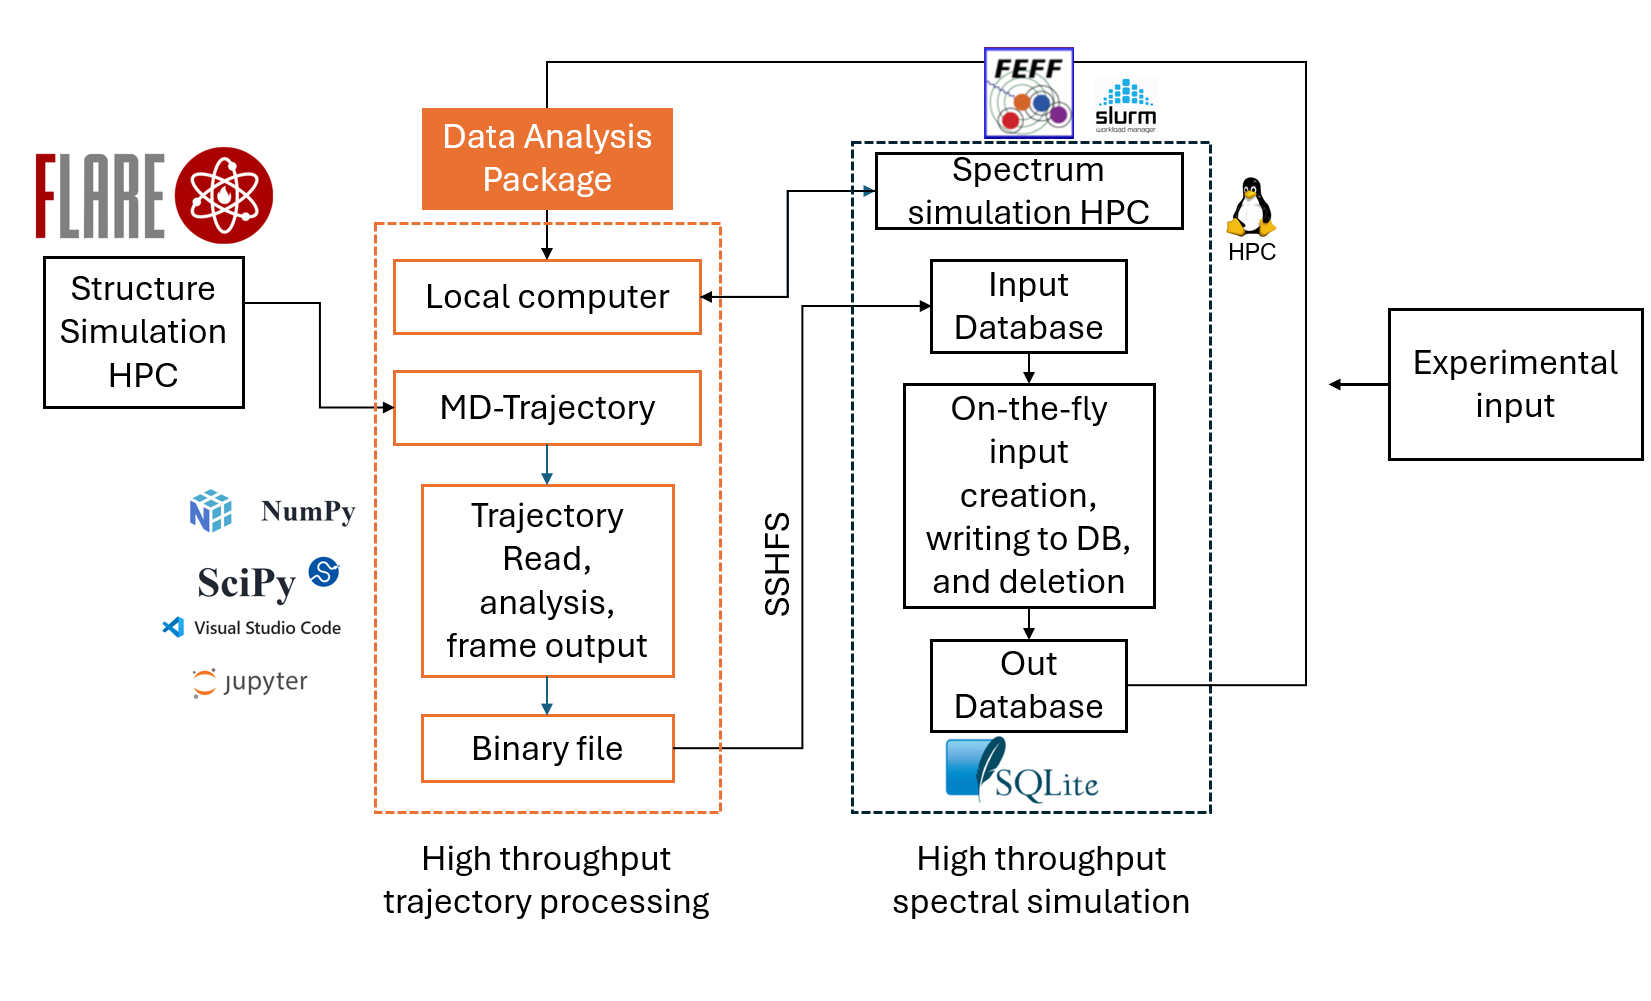 FEFF
slurm
workload manager
Data Analysis
Package
FLARE
Structure
Simulation
HPC
Local computer
MD-Trajectory
Trajectory
Read,
analysis,
frame output
Binary file
NumPy
SciPy
Visual Studio Code
jupyter
SSHFS
Spectrum
simulation HPC
Input
Database
On-the-fly
input
creation,
writing to DB,
and deletion
Out
Database
SQLite
HPC
Experimental
input
High throughput
trajectory processing
High throughput
spectral simulation